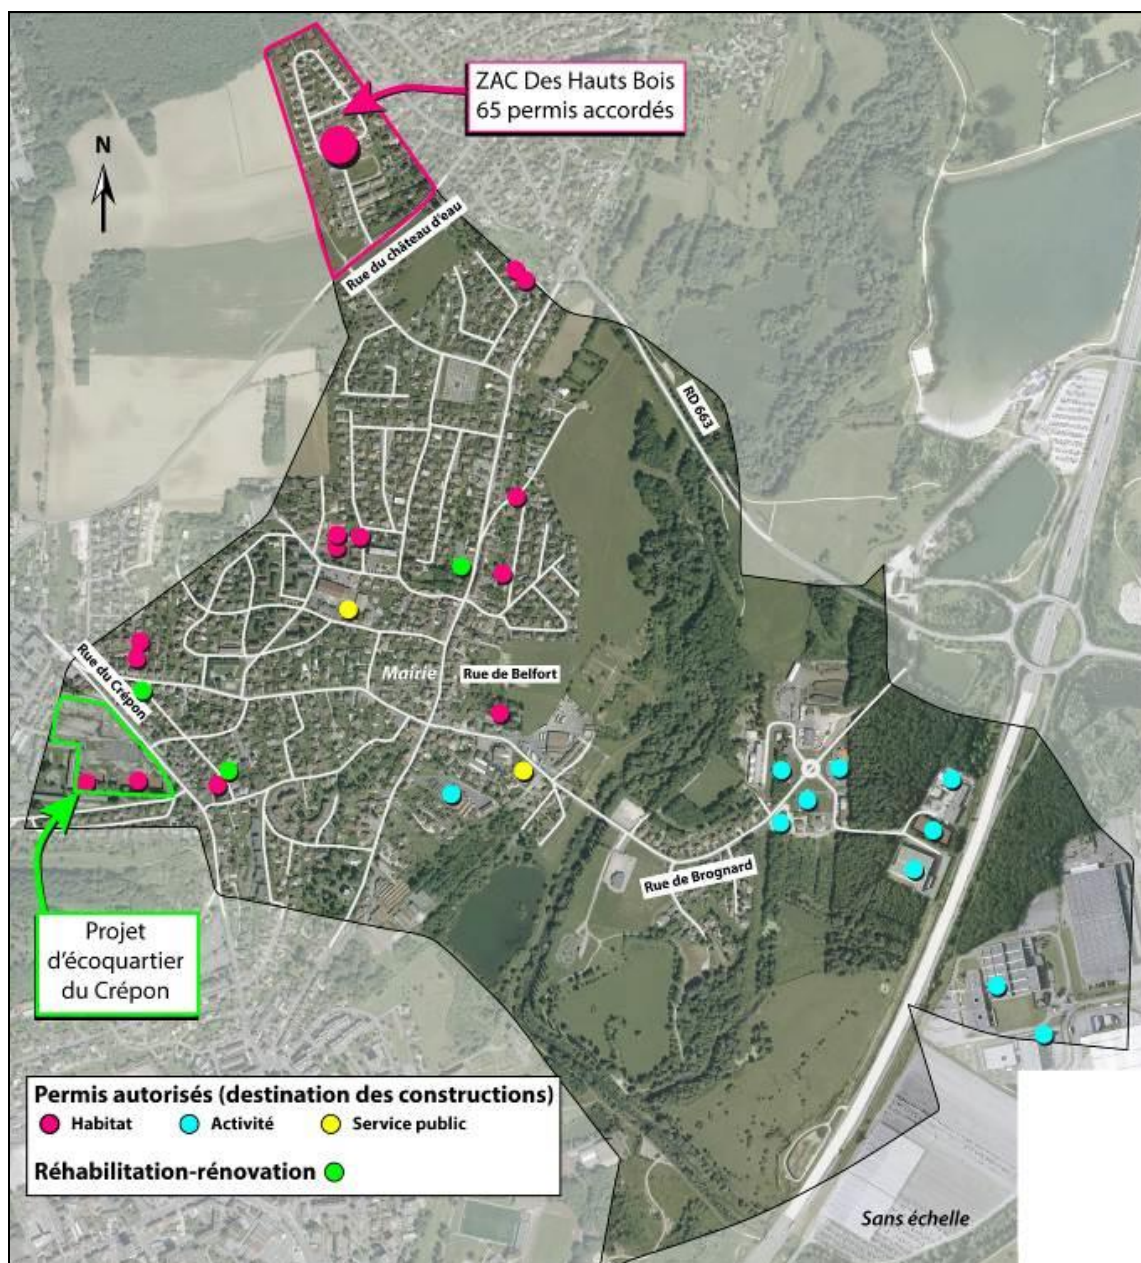 ZAC Des Hauts Bois
65 permis accordés
N
Rue du château d'eau
RD 663
Rue du Crépon
Mairie
Rue de Belfort
Rue de Brognard
Projet
d'écoquartier
du Crépon
Permis autorisés (destination des constructions)
Habitat
Activité
Service public
Réhabilitation-rénovation
Sans échelle